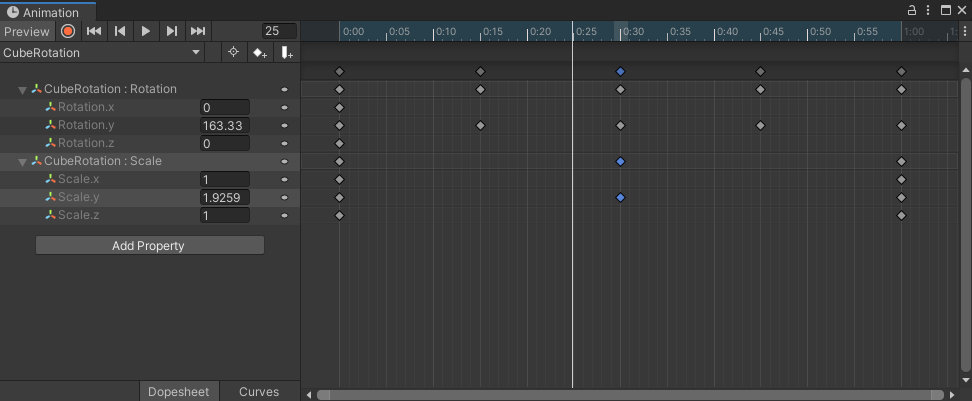 Animation
Preview 25 0:00 0:05 0:10 0:15 0:20 0:25 0:30 0:35 0:40 0:45 0:50 0:55 1:00
CubeRotation
CubeRotation : Rotation
Rotation.x 0
Rotation.y 163.33
Rotation.z 0
CubeRotation : Scale
Scale.x 1
Scale.y 1.9259
Scale.z 1
Add Property
Dopesheet Curves